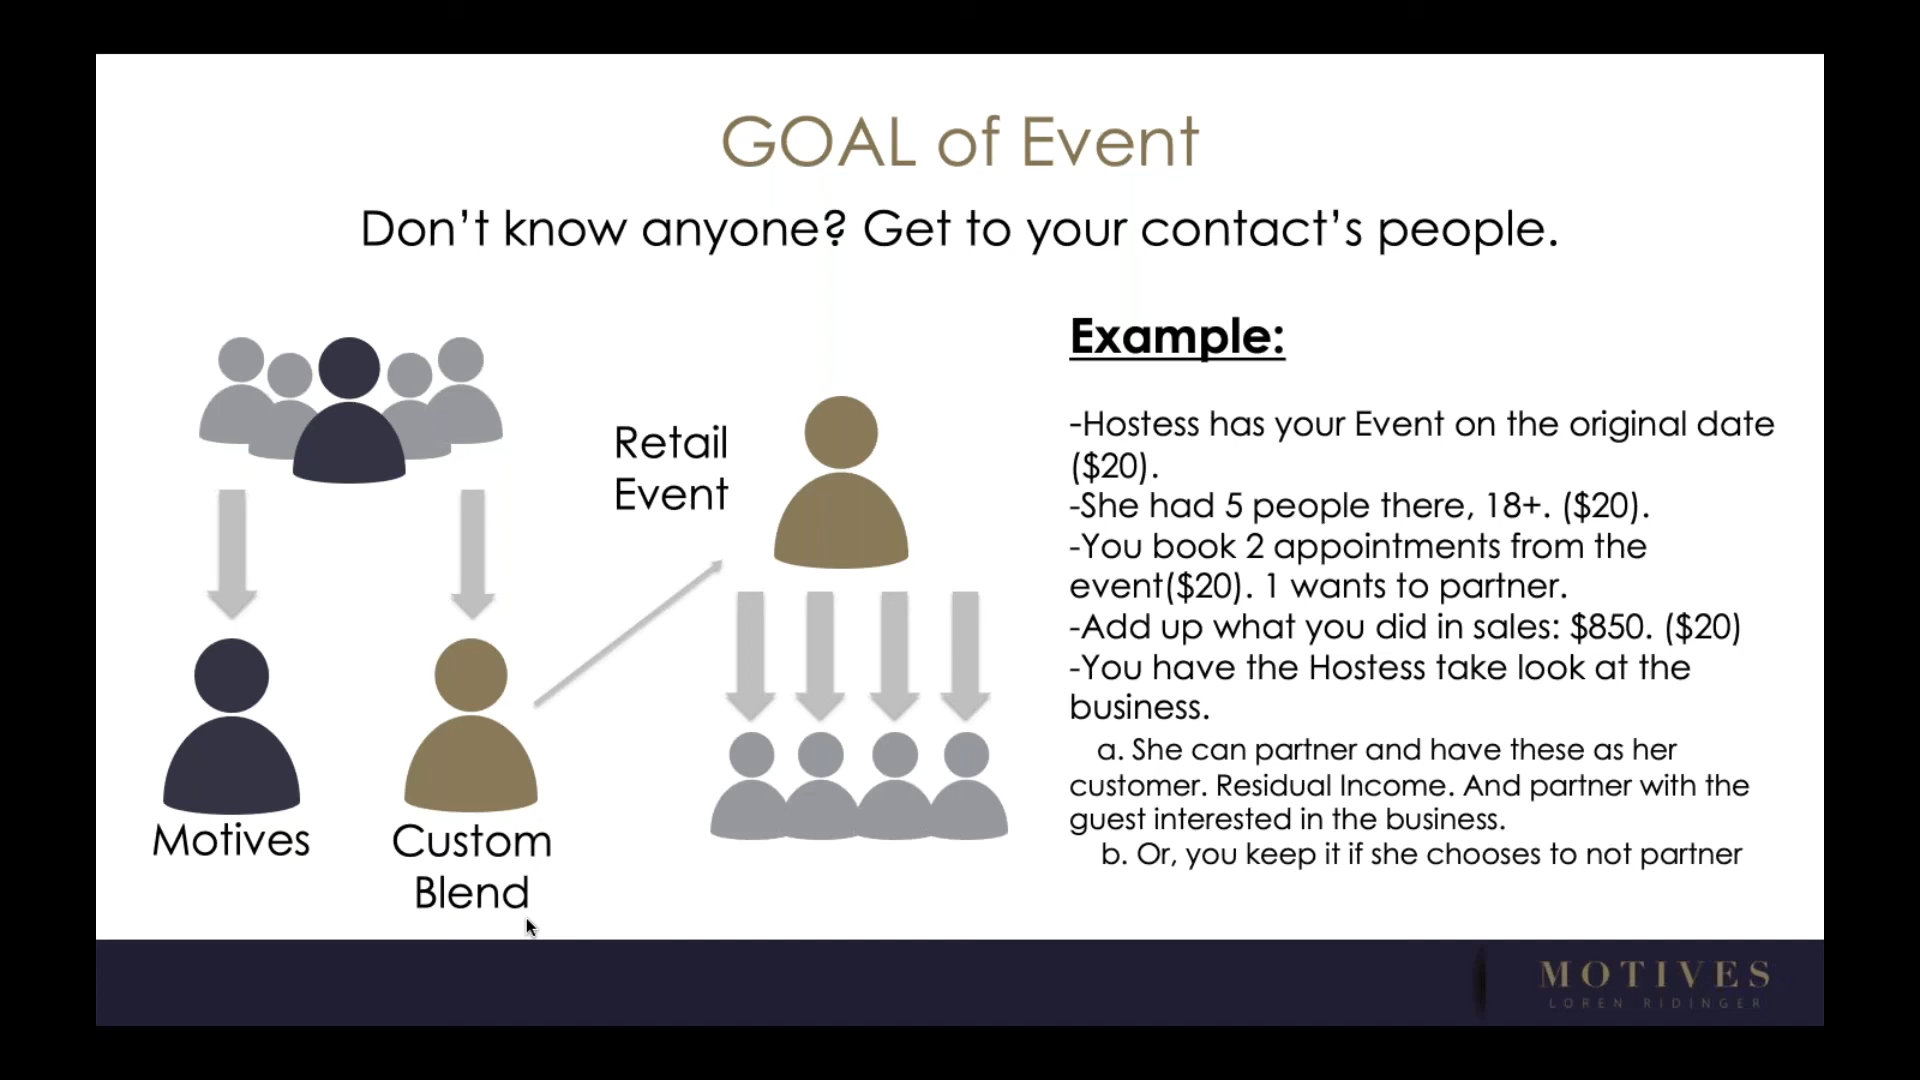 GOAL of Event
Don't know anyone? Get to your contact's people.
Retail
Event
Motives
Custom
Blend
Example:
-Hostess has your Event on the original date
($20).
-She had 5 people there, 18+. ($20).
-You book 2 appointments from the
event($20). 1 wants to partner.
-Add up what you did in sales: $850. ($20)
-You have the Hostess take look at the
business.
a. She can partner and have these as her
customer. Residual Income. And partner with the
guest interested in the business.
b. Or, you keep it if she chooses to not partner
MOTIVES
LOREN RIDINGER